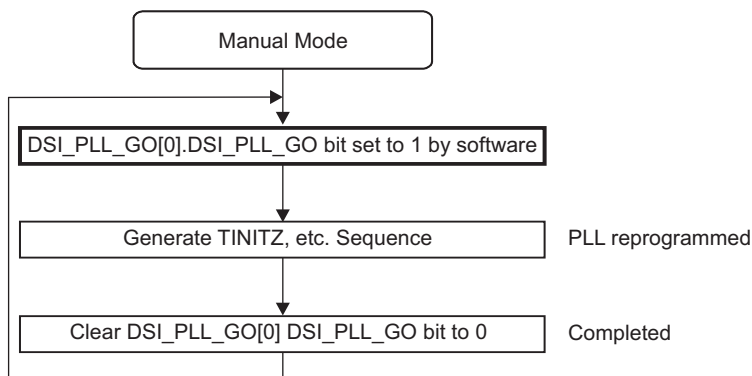 Manual Mode
DSI_PLL_GO[0].DSI_PLL_GO bit set to 1 by software
Generate TINITZ, etc. Sequence
PLL reprogrammed
Clear DSI_PLL_GO[0] DSI_PLL_GO bit to 0
Completed